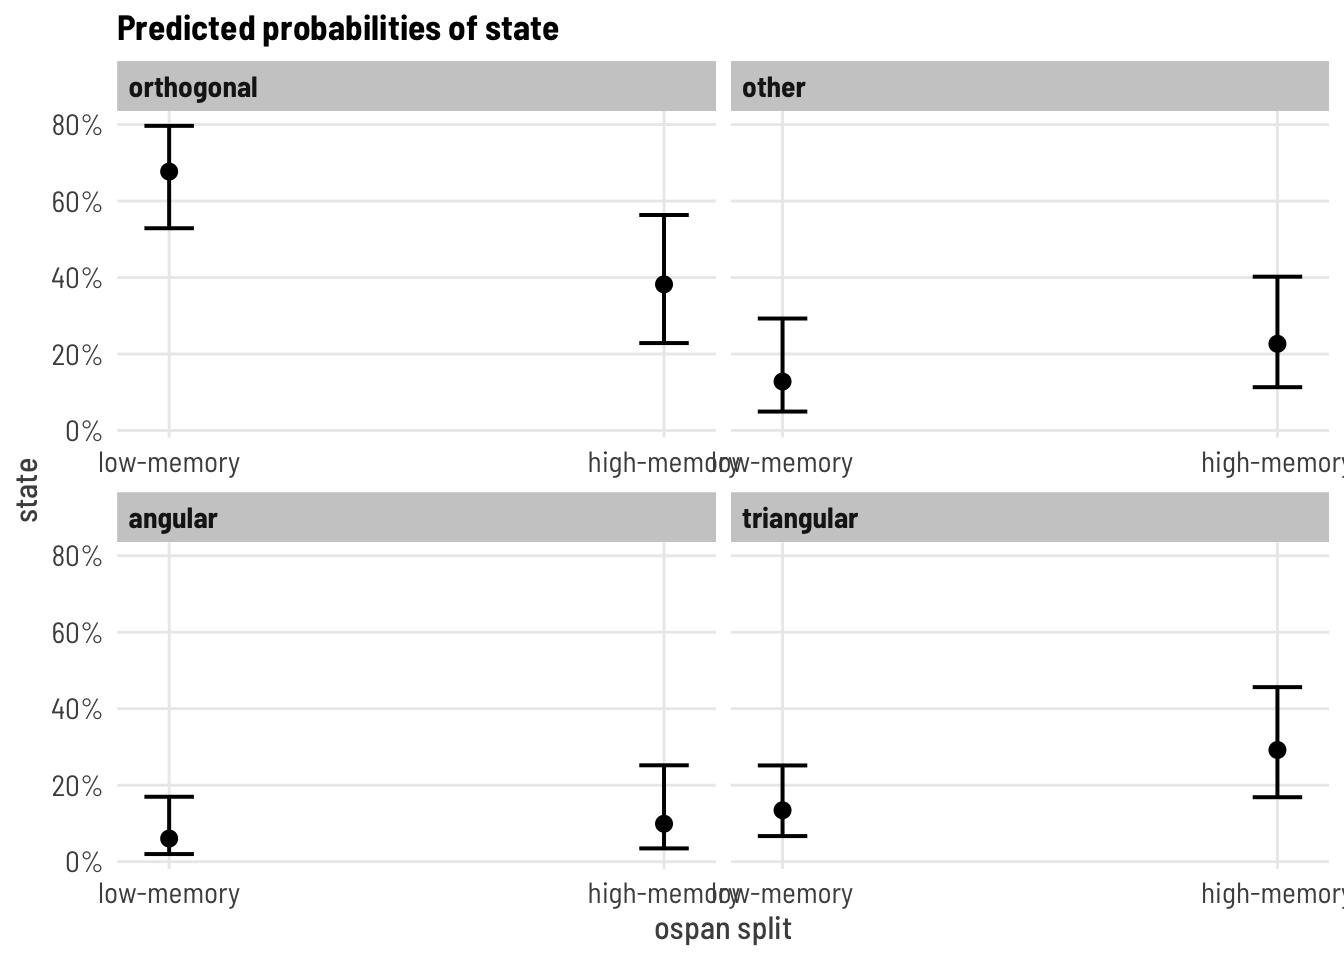 Predicted probabilities of state
orthogonal
other
80%
60%
40%
20%
0%
low-memory
high-memory
low-memory
high-memory
state
angular
triangular
80%
60%
40%
20%
0%
low-memory
high-memory
low-memory
high-memory
ospan split